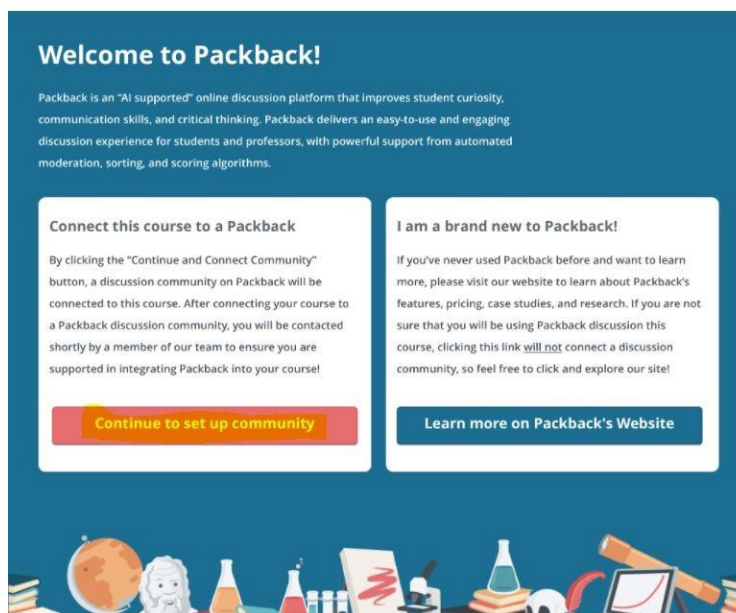 Welcome to Packback!
Packback is an “AI supported” online discussion platform that improves student curiosity,
communication skills, and critical thinking. Packback delivers an easy-to-use and engaging
discussion experience for students and professors, with powerful support from automated
moderation, sorting, and scoring algorithms.
Connect this course to a Packback
By clicking the “Continue and Connect Community”
button, a discussion community on Packback will be
connected to this course. After connecting your course to
a Packback discussion community, you will be contacted
shortly by a member of our team to ensure you are
supported in integrating Packback into your course!
Continue to set up community
I am a brand new to Packback!
If you’ve never used Packback before and want to learn
more, please visit our website to learn about Packback’s
features, pricing, case studies, and research. If you are not
sure that you will be using Packback discussion this
course, clicking this link will not connect a discussion
community, so feel free to click and explore our site!
Learn more on Packback's Website